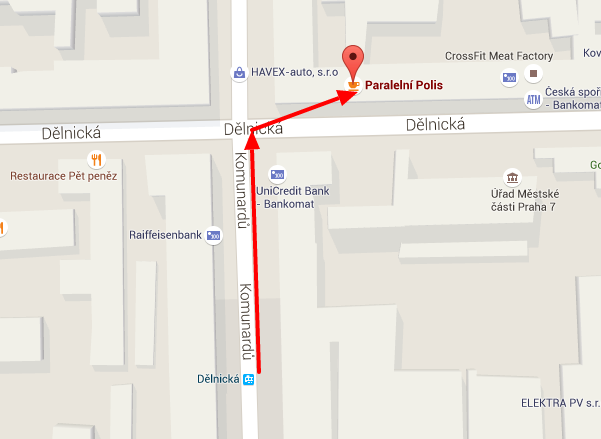 CrossFit Meat Factory
Kov
HAVEX-auto, s.r.o
Paralelní Polis
Česká spoř
- Bankomat
ATM
Dělnická
Dělnická
Dělnická
Restaurace Pět peněz
Komunardů
UniCredit Bank
- Bankomat
Úřad Městské
části Praha 7
Go
Raiffeisenbank
Komunardů
Dělnická
ELEKTRA PV s.r.